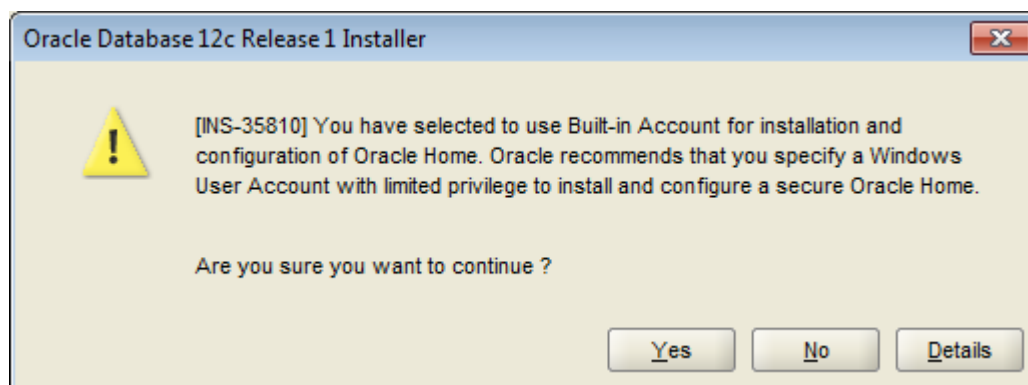 Oracle Database 12c Release 1 Installer
[INS-35810] You have selected to use Built-in Account for installation and
configuration of Oracle Home. Oracle recommends that you specify a Windows
User Account with limited privilege to install and configure a secure Oracle Home.
Are you sure you want to continue ?
Yes No Details